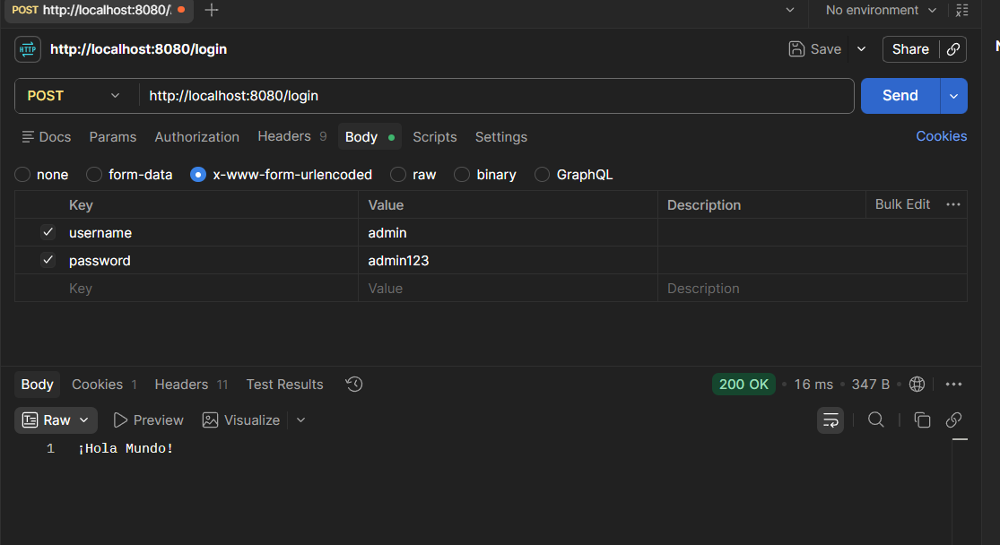 POST http://localhost:8080/
No environment
HTTP http://localhost:8080/login
Save
Share
POST http://localhost:8080/login
Send
Docs Params Authorization Headers 9 Body Scripts Settings Cookies
none form-data x-www-form-urlencoded raw binary GraphQL
Key Value Description Bulk Edit
username admin
password admin123
Key Value Description
Body Cookies 1 Headers 11 Test Results 200 OK 16 ms 347 B
Raw Preview Visualize
1 ¡Hola Mundo!